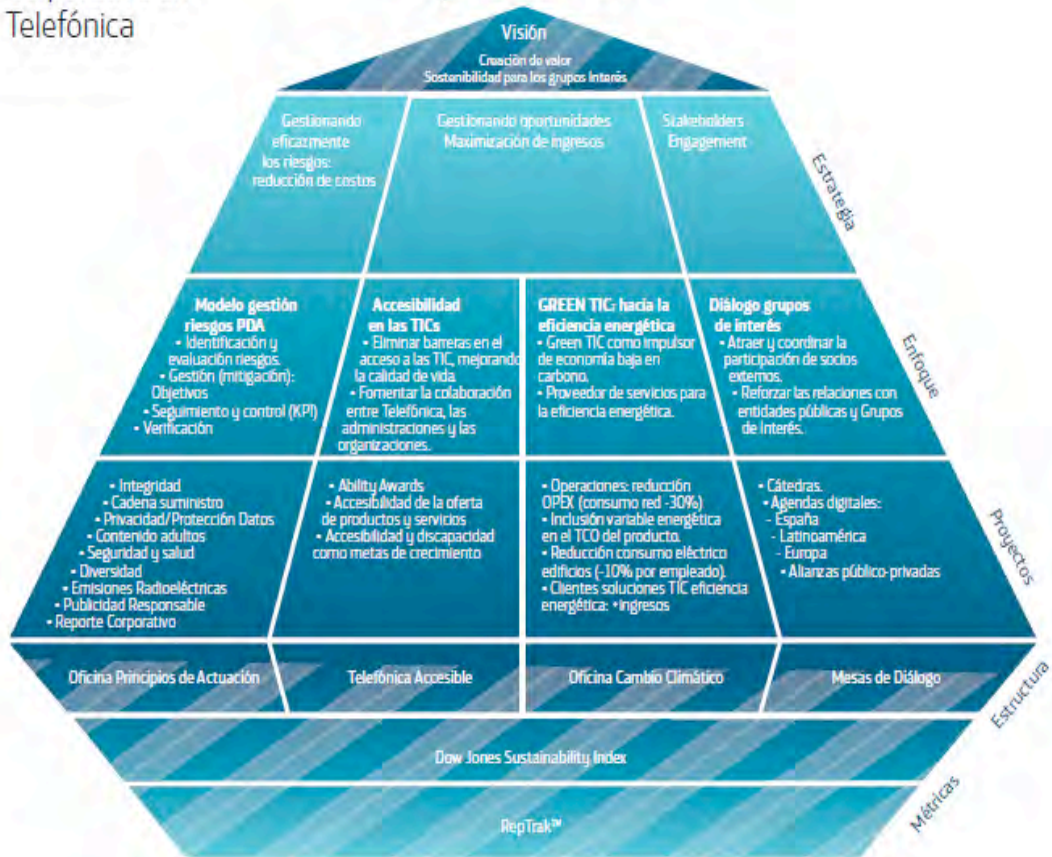 Telefónica
Visión
Creación de valor
Sostenibilidad para los grupos Interés
Gestionando
eficazmente
los riesgos:
reducción de costos
Gestionando oportunidades
Maximización de ingresos
Stakeholders
Engagement
Estrategia
Modelo gestión
riesgos PDA
• Identificación y
evaluación riesgos.
• Gestión (mitigación):
Objetivos
• Seguimiento y control (KPI)
• Verificación
Accesibilidad
en las TICs
• Eliminar barreras en el
acceso a las TIC, mejorando
la calidad de vida.
• Fomentar la colaboración
entre Telefónica, las
administraciones y las
organizaciones.
GREEN TIC: hacia la
eficiencia energética
• Green TIC como impulsor
de economía baja en
carbono.
• Proveedor de servicios para
la eficiencia energética.
Diálogo grupos
de interés
• Atraer y coordinar la
participación de socios
externos.
• Reforzar las relaciones con
entidades públicas y Grupos
de Interés.
Enfoque
• Integridad
• Cadena suministro
• Privacidad/Protección Datos
• Contenido adultos
• Seguridad y salud
• Diversidad
• Emisiones Radioeléctricas
• Publicidad Responsable
• Reporte Corporativo
• Ability Awards
• Accesibilidad de la oferta
de productos y servicios
• Accesibilidad y discapacidad
como metas de crecimiento
• Operaciones: reducción
OPEX (consumo red -30%)
• Inclusión variable energética
en el TCO del producto.
• Reducción consumo eléctrico
edificios (-10% por empleado).
• Clientes soluciones TIC eficiencia
energética: +ingresos
• Cátedras.
• Agendas digitales:
- España
- Latinoamérica
- Europa
• Alianzas público-privadas
Proyectos
Oficina Principios de Actuación
Telefónica Accesible
Oficina Cambio Climático
Mesas de Diálogo
Estructura
Dow Jones Sustainability Index
RepTrak™
Métricas